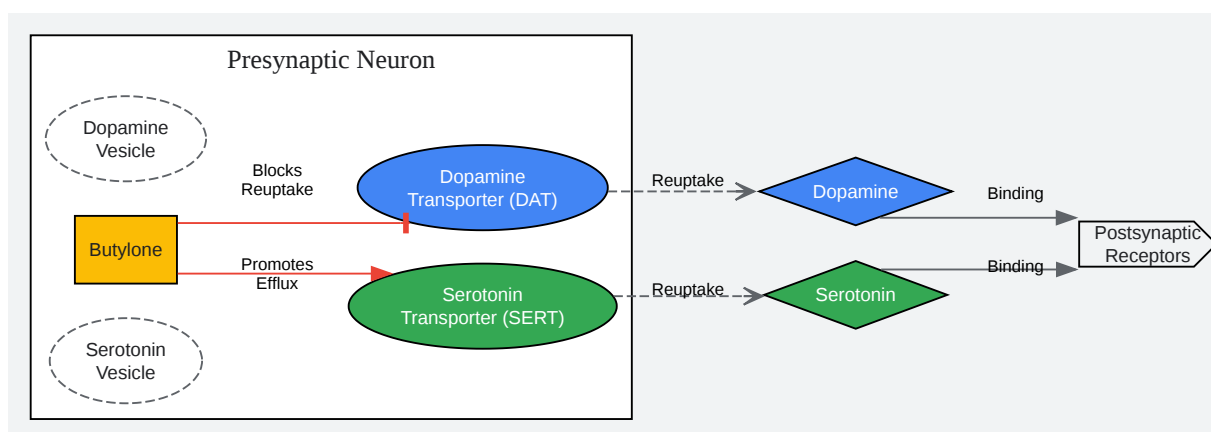 Presynaptic Neuron
Dopamine
Vesicle
Blocks
Reuptake
Dopamine
Transporter (DAT)
Reuptake
Dopamine
Binding
Butylone
Promotes
Efflux
Serotonin
Transporter (SERT)
Reuptake
Serotonin
Binding
Postsynaptic
Receptors
Serotonin
Vesicle